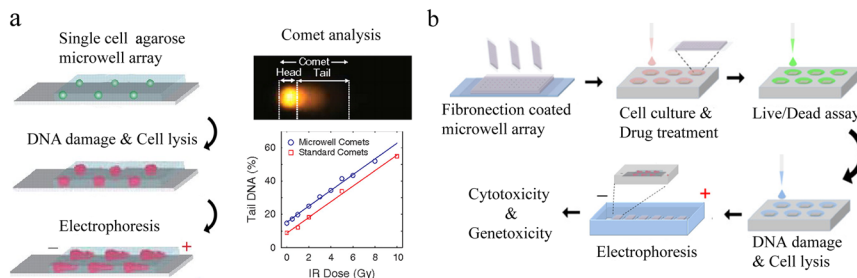 a
Single cell agarose
microwell array
DNA damage & Cell lysis
Electrophoresis
− +
Comet analysis
Comet
Head Tail
Microwell Comets
Standard Comets
Tail DNA (%)
80
60
40
20
0
0 2 4 6 8 10
IR Dose (Gy)
b
Fibronection coated
microwell array
Cell culture &
Drug treatment
Live/Dead assay
DNA damage
& Cell lysis
− +
Electrophoresis
Cytotoxicity
&
Genotoxicity